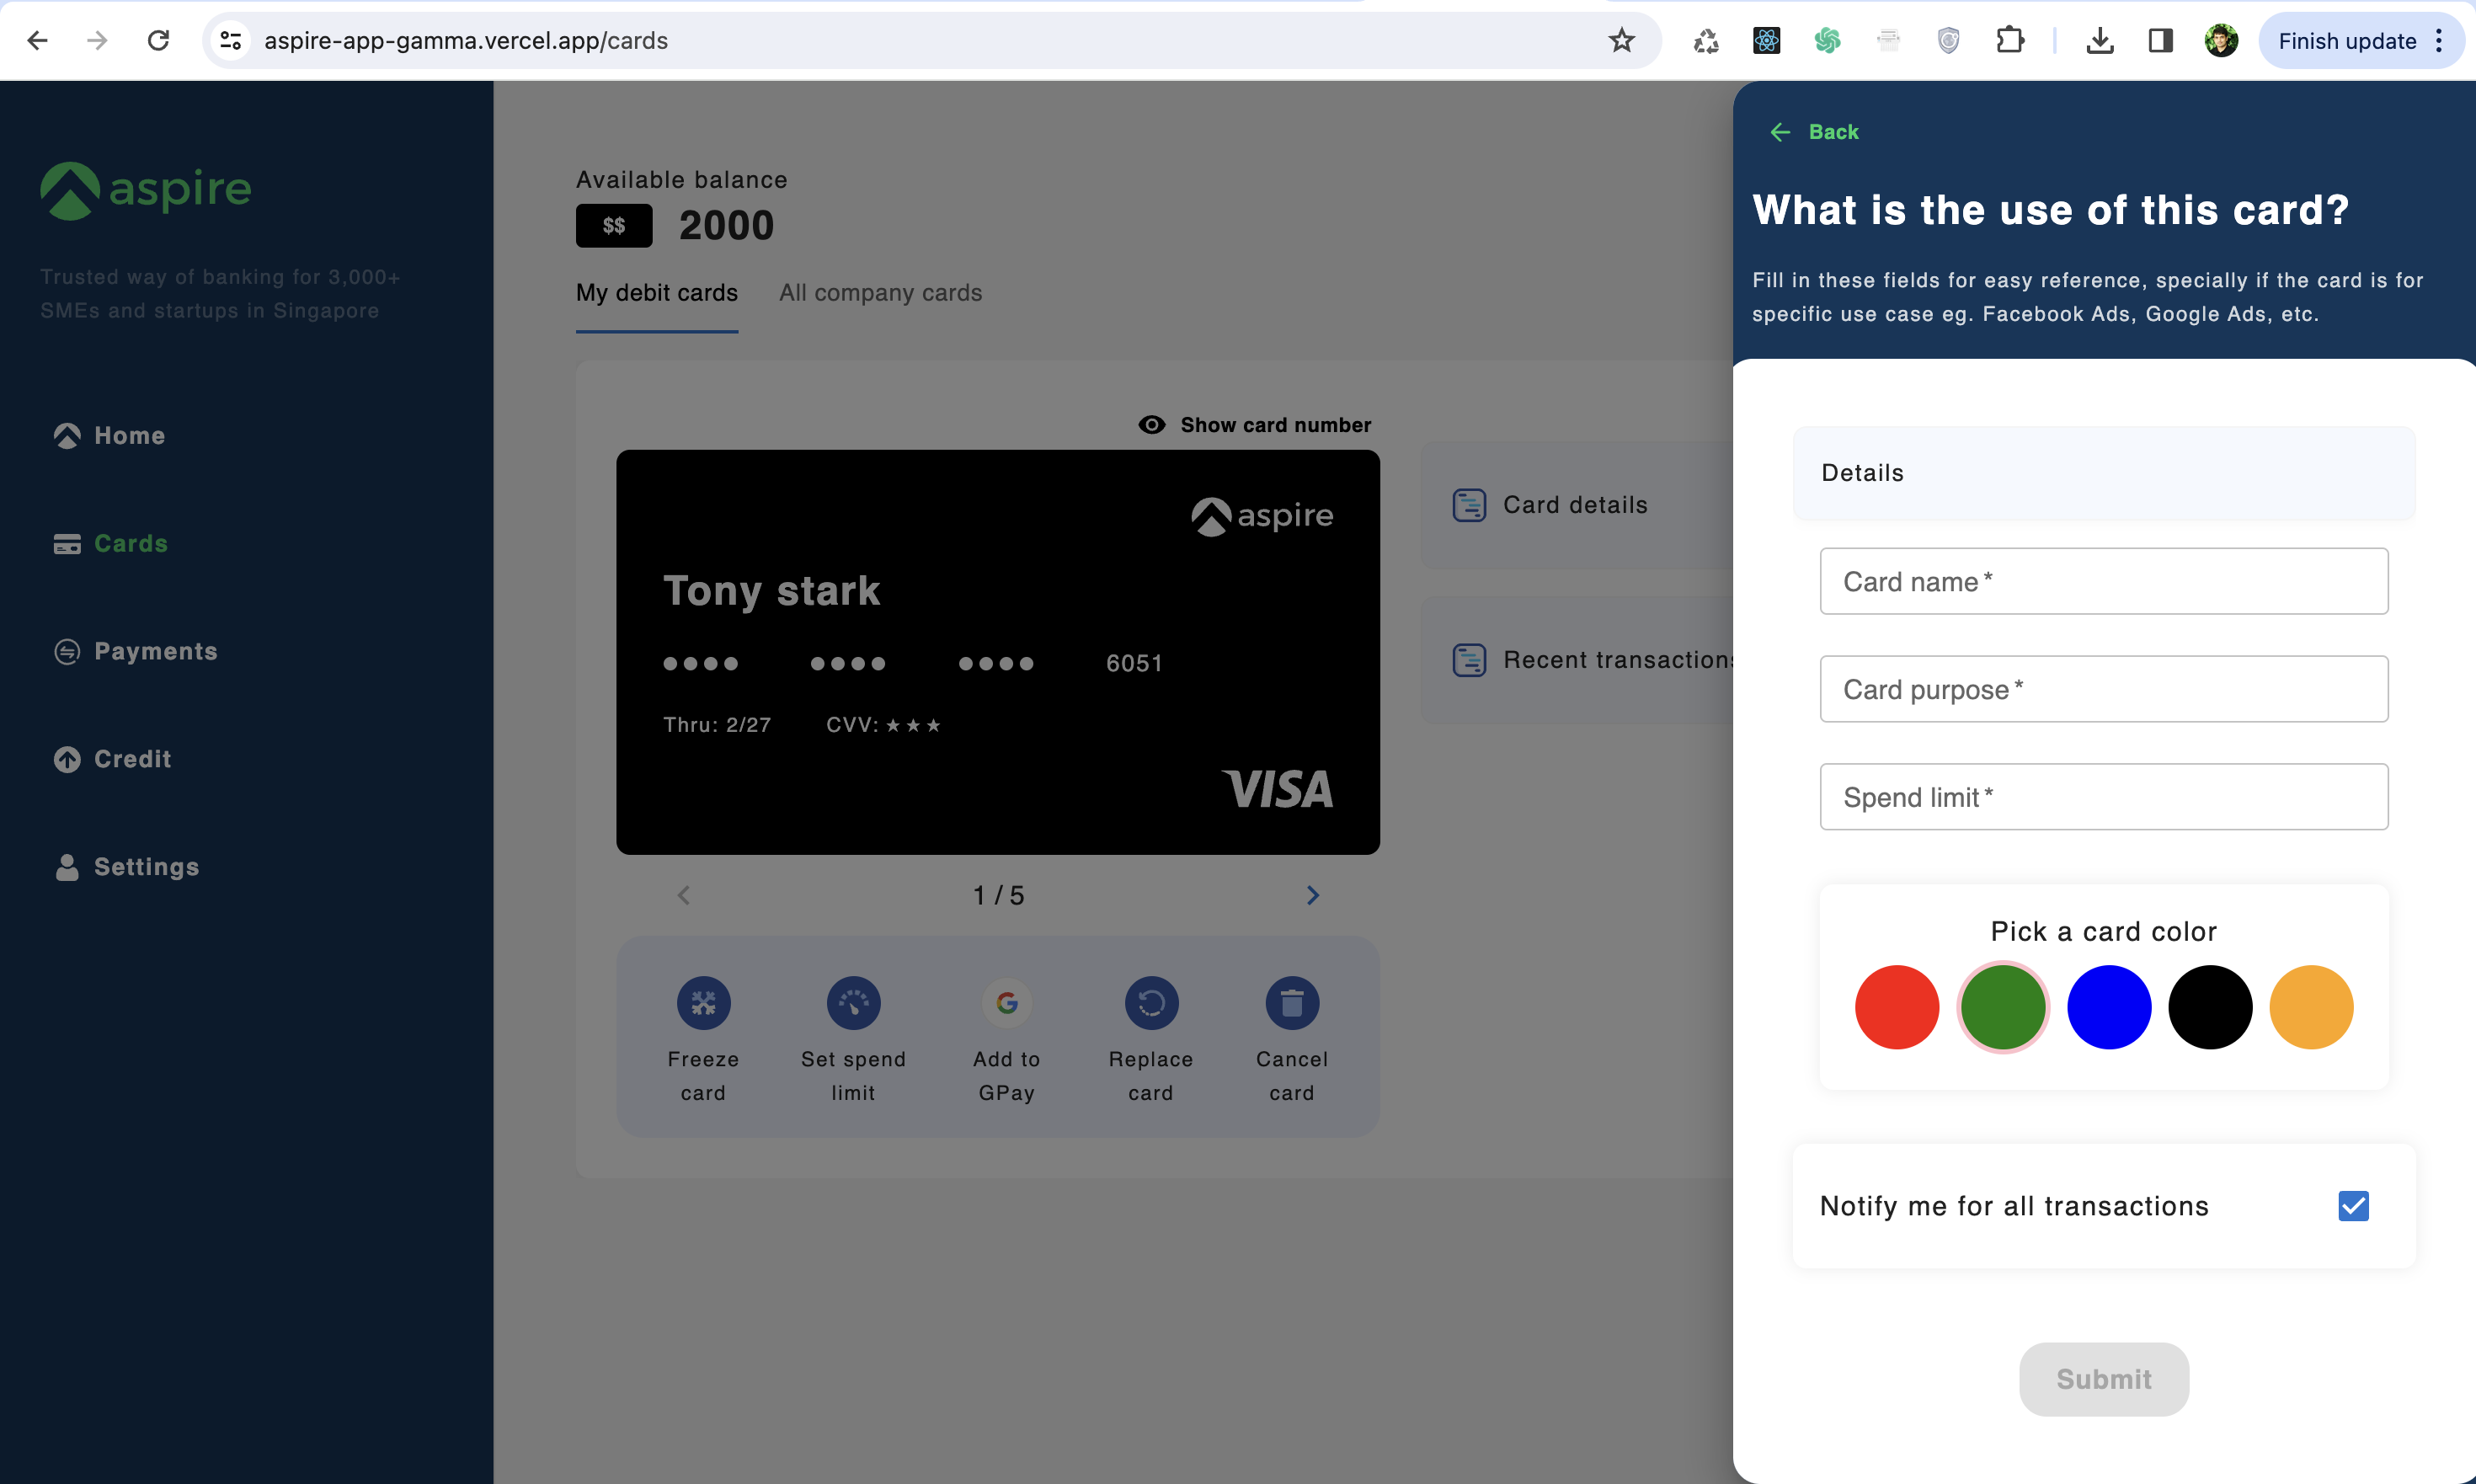 aspire-app-gamma.vercel.app/cards
Finish update
aspire
Trusted way of banking for 3,000+
SMEs and startups in Singapore
Home
Cards
Payments
Credit
Settings
Available balance
$$ 2000
My debit cards All company cards
Show card number
aspire
Tony stark
●●●● ●●●● ●●●● 6051
Thru: 2/27 CVV: ★★★
VISA
1 / 5
Freeze
card
Set spend
limit
G
Add to
GPay
Replace
card
Cancel
card
Card details
Recent transactions
Back
What is the use of this card?
Fill in these fields for easy reference, specially if the card is for
specific use case eg. Facebook Ads, Google Ads, etc.
Details
Card name *
Card purpose *
Spend limit *
Pick a card color
Notify me for all transactions
Submit